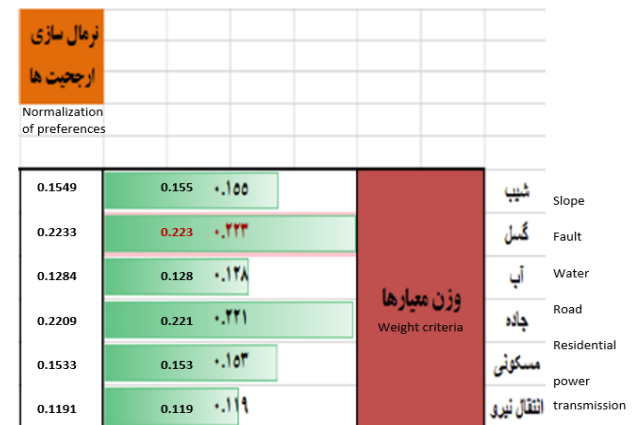 نرمال سازی
ارجحیت ها
Normalization
of preferences
0.1549 0.155 ۰.۱۵۵ شیب Slope
0.2233 0.223 ۰.۲۲۳ گسل Fault
0.1284 0.128 ۰.۱۲۸ آب Water
وزن معیارها
Weight criteria
0.2209 0.221 ۰.۲۲۱ جاده Road
0.1533 0.153 ۰.۱۵۳ مسکونی Residential
0.1191 0.119 ۰.۱۱۹ انتقال نیرو power
transmission